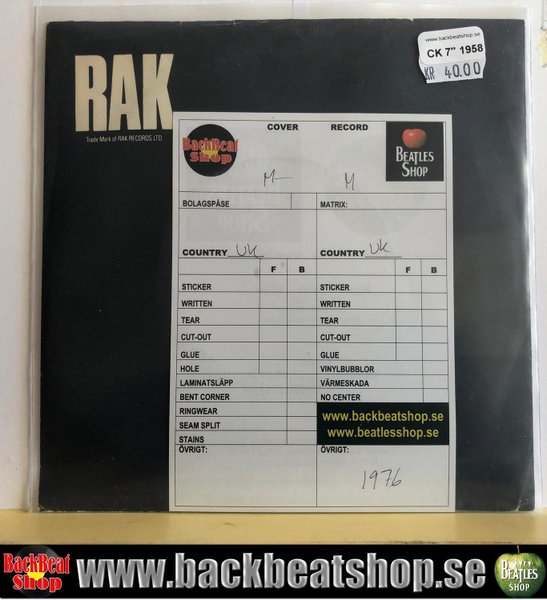 www.backbeatshop.se
CK 7" 1958
KR 40.00
RAK
Trade Mark of RAK RECORDS LTD
BackBeat
Shop
COVER RECORD
BEATLES
SHOP
M- M
BOLAGSPÅSE MATRIX:
COUNTRY UK COUNTRY UK
F B F B
STICKER STICKER
WRITTEN WRITTEN
TEAR TEAR
CUT-OUT CUT-OUT
GLUE GLUE
HOLE VINYLBUBBLOR
LAMINATSLÄPP VÄRMESKADA
BENT CORNER NO CENTER
RINGWEAR
SEAM SPLIT
STAINS
www.backbeatshop.se
www.beatlesshop.se
ÖVRIGT: ÖVRIGT:
1976
BackBeat
Shop
www.backbeatshop.se
BEATLES
SHOP